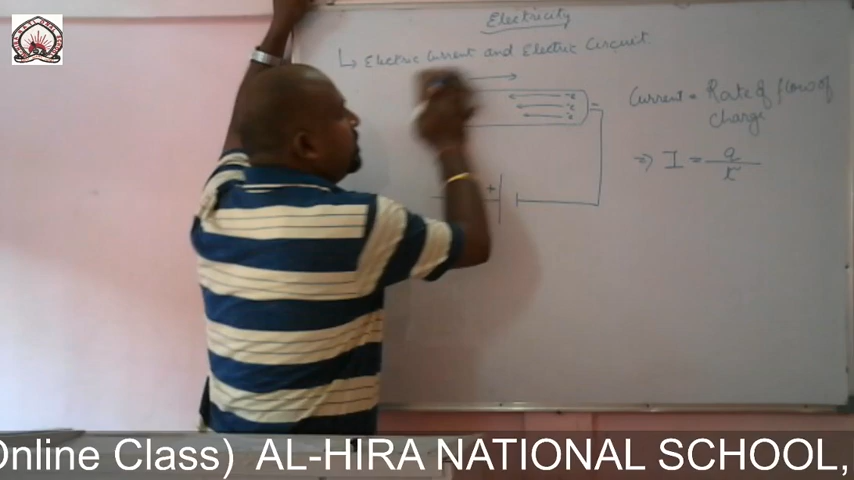 Electricity
↳ Electric Current and Electric Circuit.
-e
-e
-e
Current = Rate of flow of
Charge
⇒ I = q/t
+
Online Class) AL-HIRA NATIONAL SCHOOL,